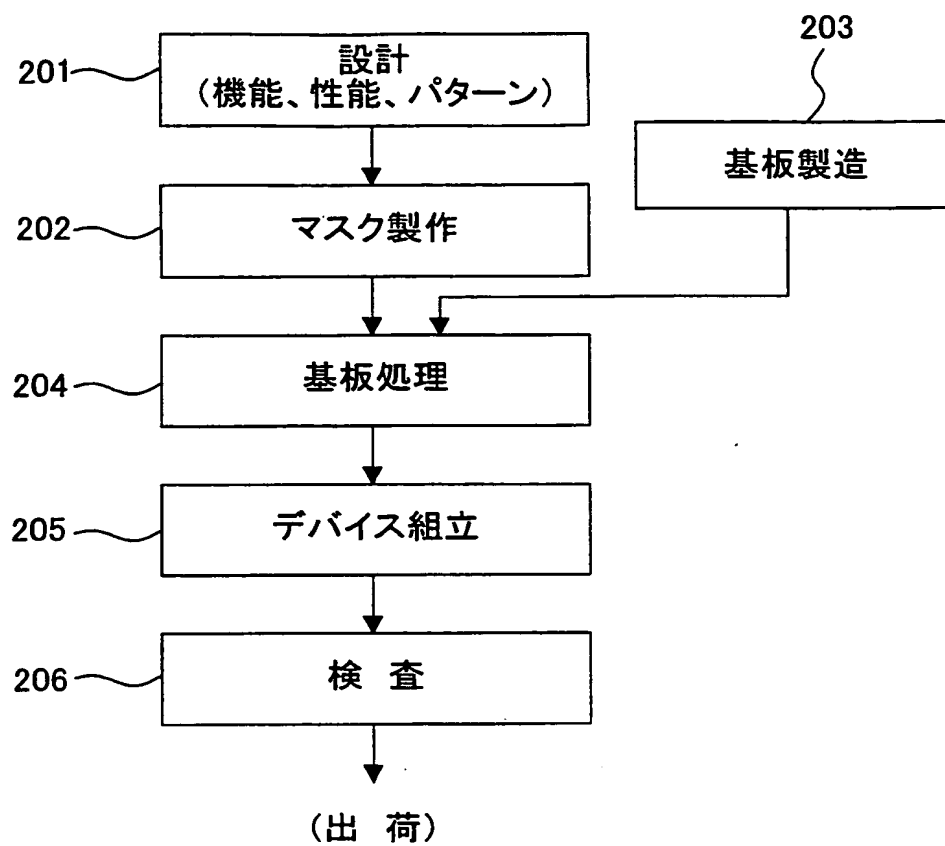 203
201
設計
(機能、性能、パターン)
基板製造
202
マスク製作
204
基板処理
205
デバイス組立
206
検 査
(出 荷)